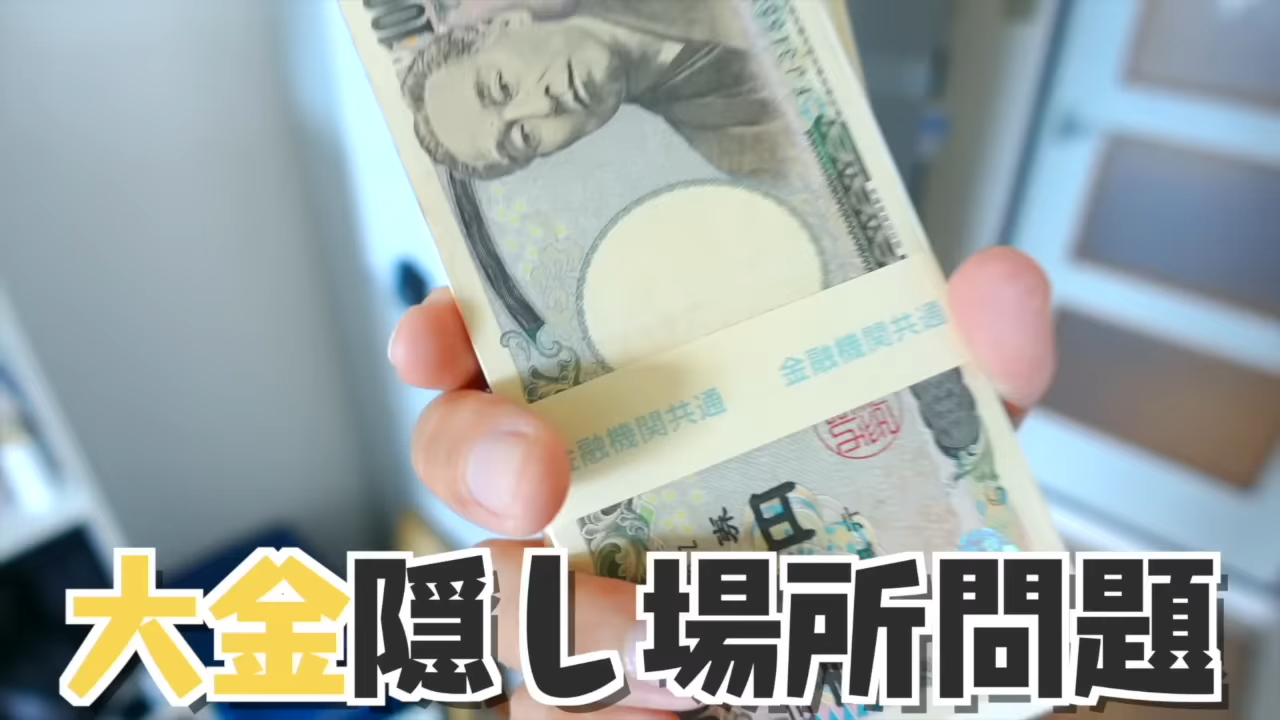 金融機関共通
金融機関共通
円
大金隠し場所問題